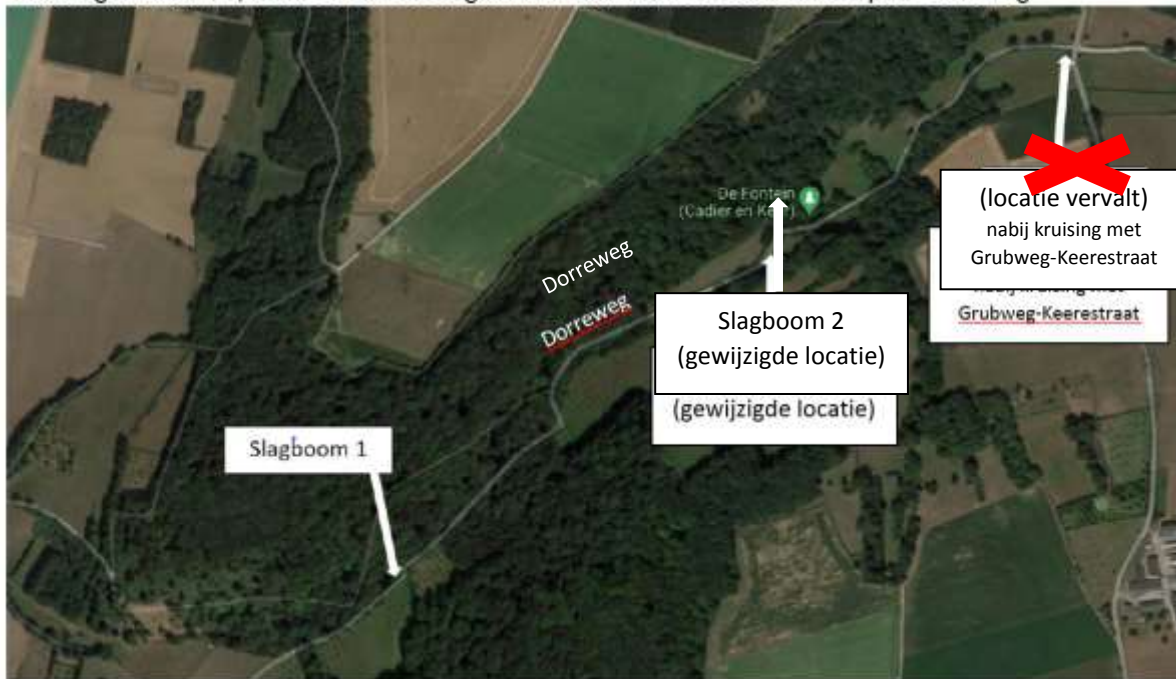 De Fontein
(Cadier en Keer)
(locatie vervalt)
nabij kruising met
Grubweg-Keerestraat
Grubweg-Keerestraat
Dorreweg
Dorreweg
Slagboom 2
(gewijzigde locatie)
(gewijzigde locatie)
Slagboom 1